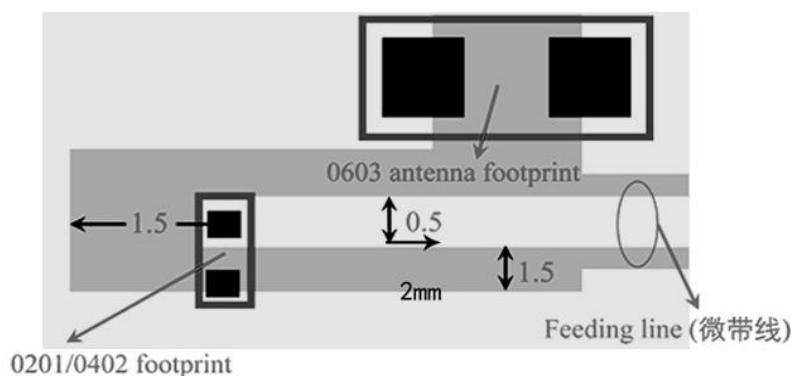 0603 antenna footprint
1.5
0.5
1.5
2mm
Feeding line (微带线)
0201/0402 footprint